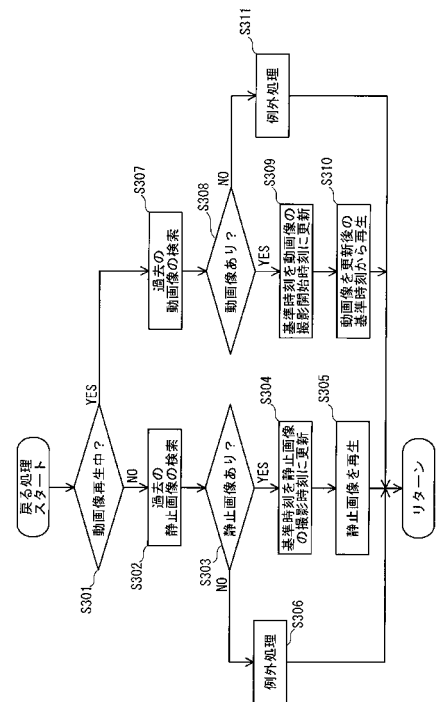 戻る処理
スタート
S301
動画像再生中？
YES
NO
S302
過去の
静止画像の検索
S303
静止画像あり？
NO
YES
S304
基準時刻を静止画像
の撮影時刻に更新
S305
静止画像を再生
S306
例外処理
S307
過去の
動画像の検索
S308
動画像あり？
NO
YES
S309
基準時刻を動画像の
撮影開始時刻に更新
S310
動画像を更新後の
基準時刻から再生
S311
例外処理
リターン